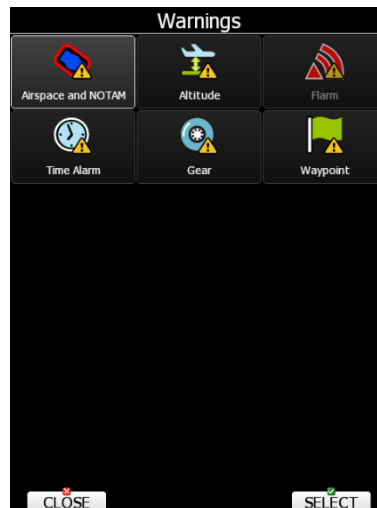 Warnings
Airspace and NOTAM
Altitude
Flarm
Time Alarm
Gear
Waypoint
CLOSE
SELECT